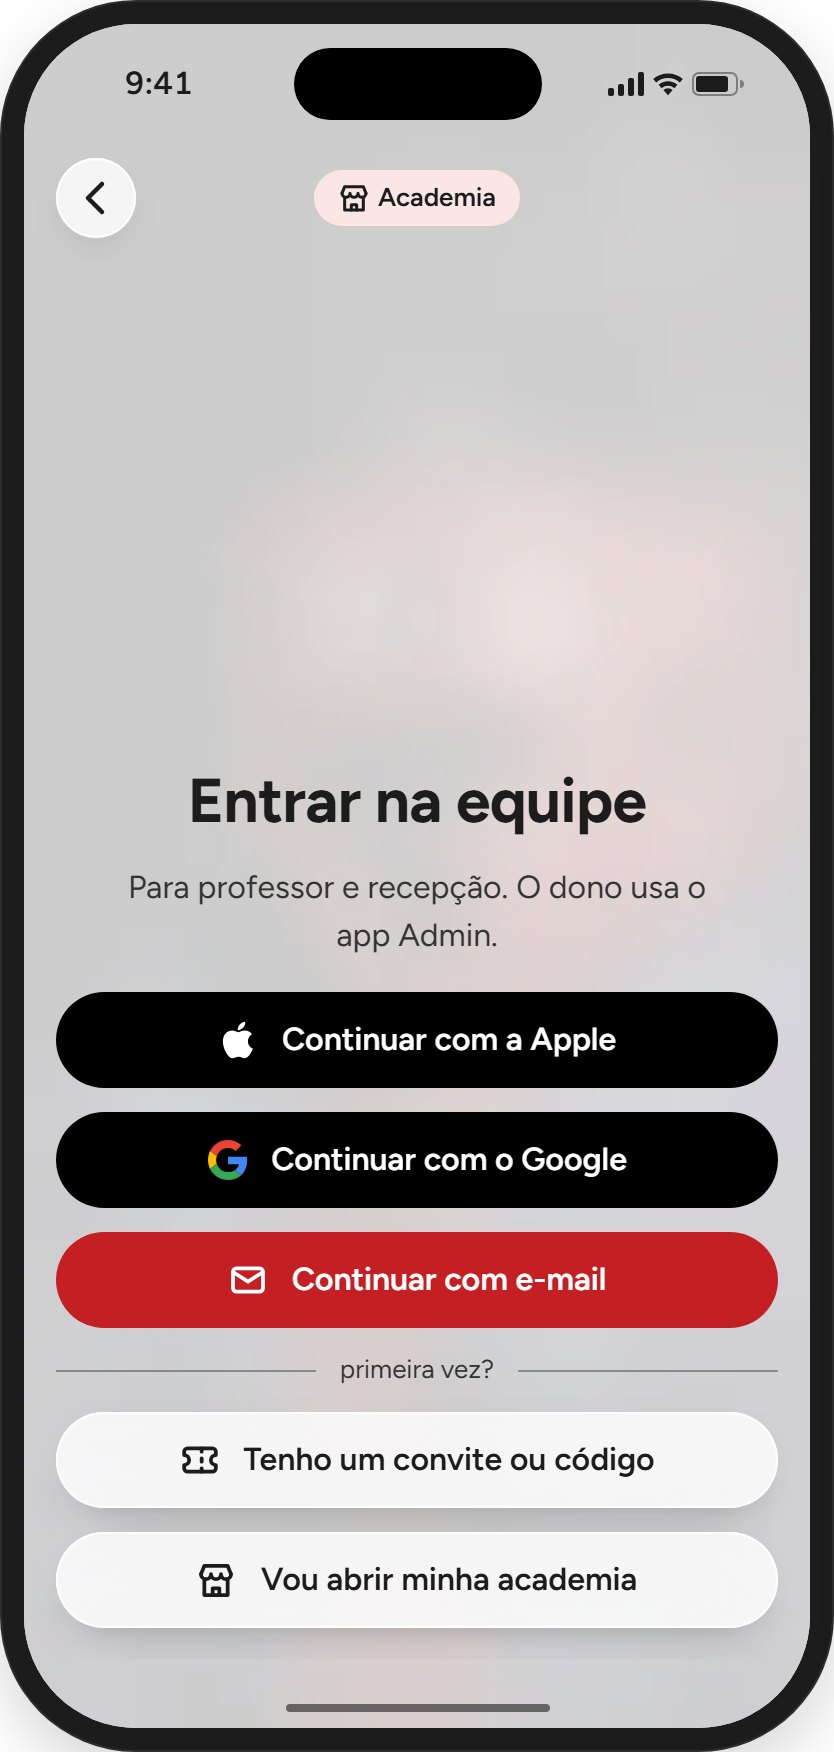 9:41
Academia
Entrar na equipe
Para professor e recepção. O dono usa o
app Admin.
Continuar com a Apple
Continuar com o Google
Continuar com e-mail
primeira vez?
Tenho um convite ou código
Vou abrir minha academia